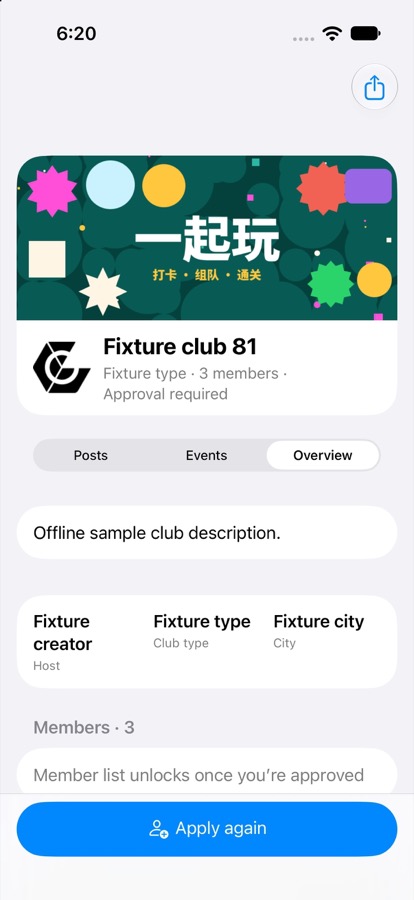 6:20
一起玩
打卡 • 组队 • 通关
Fixture club 81
Fixture type · 3 members ·
Approval required
Posts
Events
Overview
Offline sample club description.
Fixture creator
Host
Fixture type
Club type
Fixture city
City
Members · 3
Member list unlocks once you’re approved
Apply again